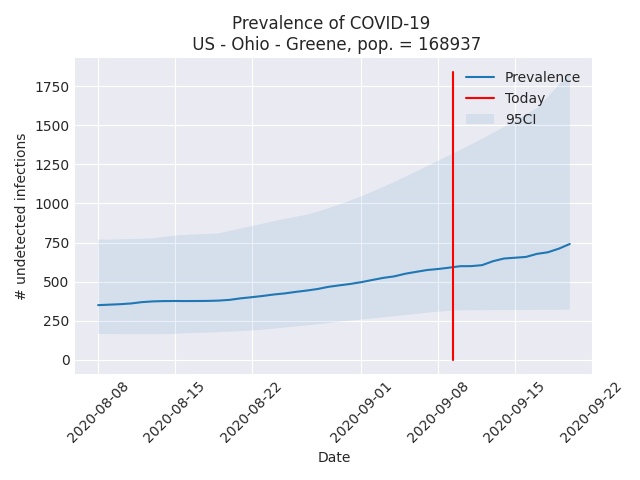 Prevalence of COVID-19
US - Ohio - Greene, pop. = 168937
Prevalence
Today
95CI
# undetected infections
1750
1500
1250
1000
750
500
250
0
2020-08-08
2020-08-15
2020-08-22
2020-09-01
2020-09-08
2020-09-15
2020-09-22
Date